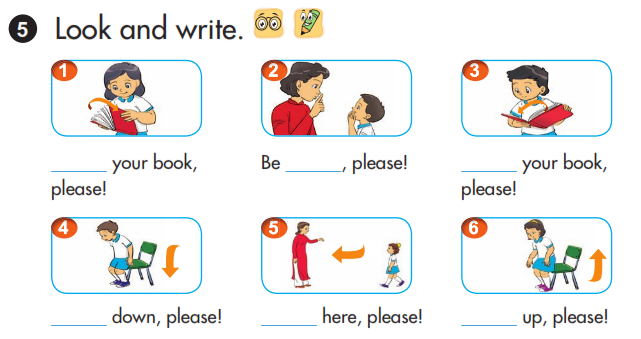 5 Look and write.
1 2 3
______ your book, please!
Be ______, please!
______ your book, please!
4 5 6
______ down, please!
______ here, please!
______ up, please!